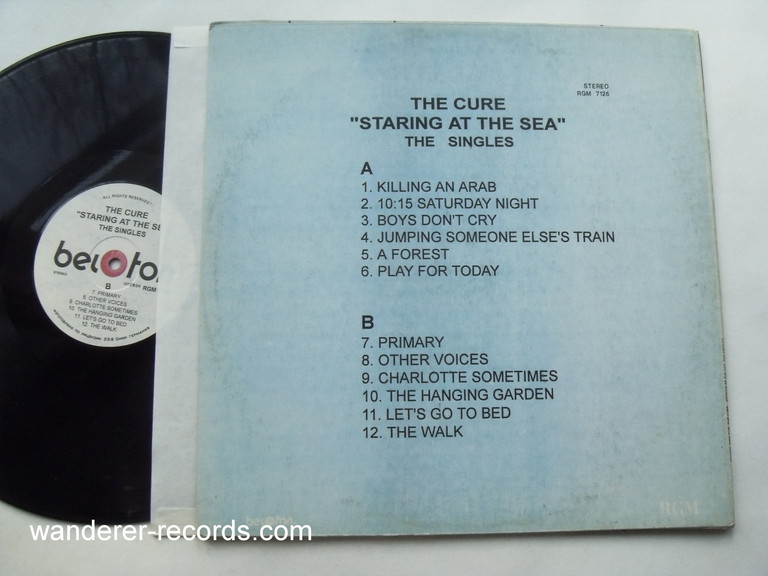 STEREO
RGM 7126
THE CURE
"STARING AT THE SEA"
THE SINGLES
A
1. KILLING AN ARAB
2. 10:15 SATURDAY NIGHT
3. BOYS DON'T CRY
4. JUMPING SOMEONE ELSE'S TRAIN
5. A FOREST
6. PLAY FOR TODAY
B
7. PRIMARY
8. OTHER VOICES
9. CHARLOTTE SOMETIMES
10. THE HANGING GARDEN
11. LET'S GO TO BED
12. THE WALK
RGM
ALL RIGHTS RESERVED
THE CURE
"STARING AT THE SE
THE SINGLES
STEREO
B
RGM
7. PRIMARY
8. OTHER VOICES
9. CHARLOTTE SOMETIMES
10. THE HANGING GARDEN
11. LET'S GO TO BED
12. THE WALK
wanderer-records.com